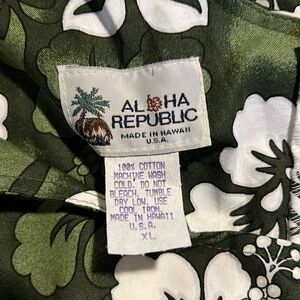 ALOHA
REPUBLIC
MADE IN HAWAII
U.S.A.
100% COTTON
MACHINE WASH
COLD. DO NOT
BLEACH. TUMBLE
DRY LOW. USE
COOL IRON.
MADE IN HAWAII
U.S.A.
XL